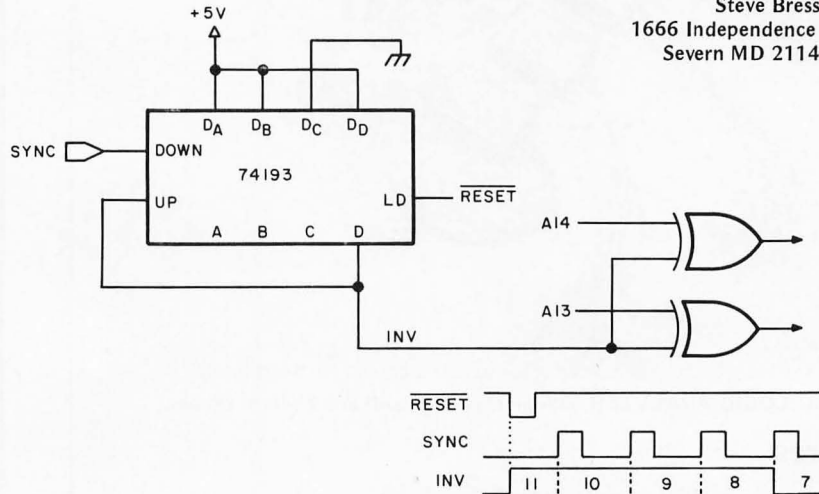 Steve Bress
1666 Independence
Severn MD 2114
+5V
DA DB DC DD
SYNC DOWN
74193
UP LD RESET
A B C D
A14
A13
INV
RESET
SYNC
INV 11 10 9 8 7